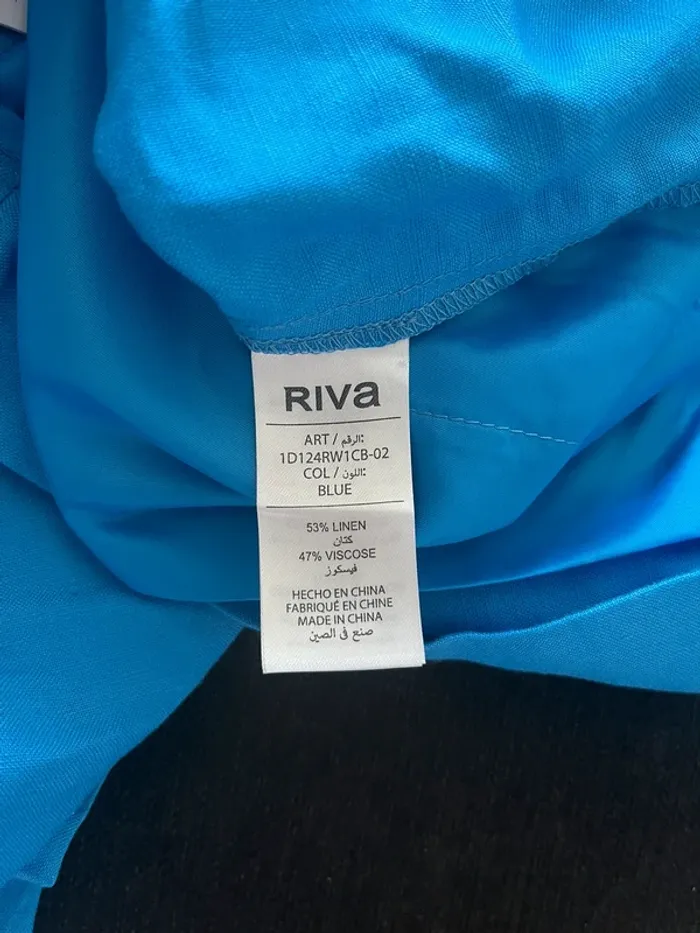 RIVa
ART / الرقم:
1D124RW1CB-02
COL / اللون:
BLUE
53% LINEN
كتان
47% VISCOSE
فيسكوز
HECHO EN CHINA
FABRIQUÉ EN CHINE
MADE IN CHINA
صنع في الصين